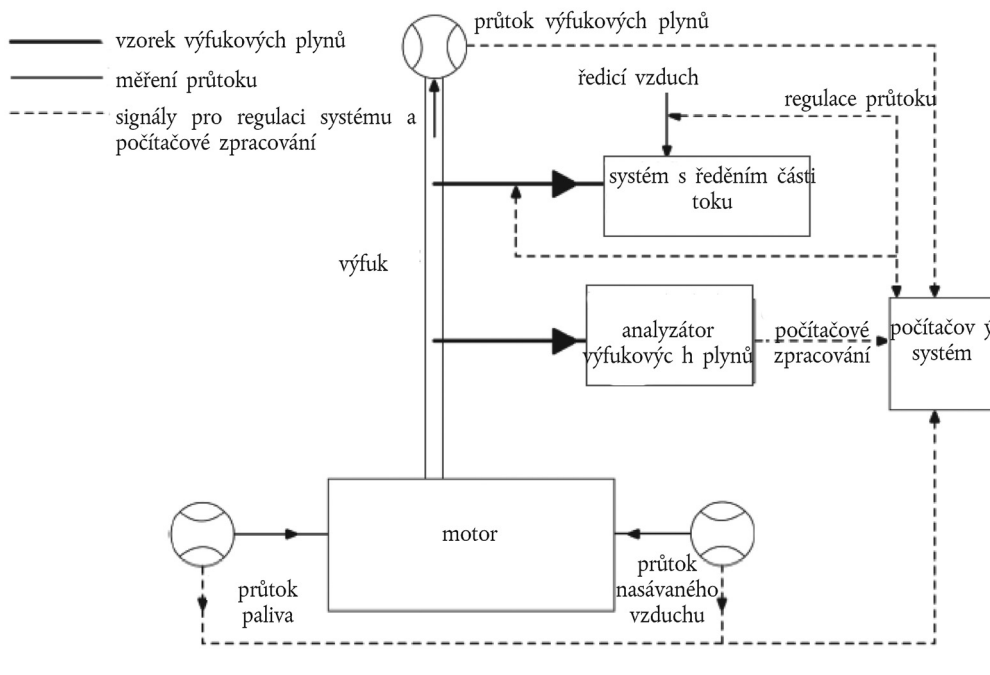 vzorek výfukových plynů
měření průtoku
signály pro regulaci systému a
počítačové zpracování
průtok výfukových plynů
ředicí vzduch
regulace průtoku
systém s ředěním části
toku
výfuk
analyzátor
výfukovýc h plynů
počítačové
zpracování
počítačov ý
systém
motor
průtok
paliva
průtok
nasávaného
vzduchu